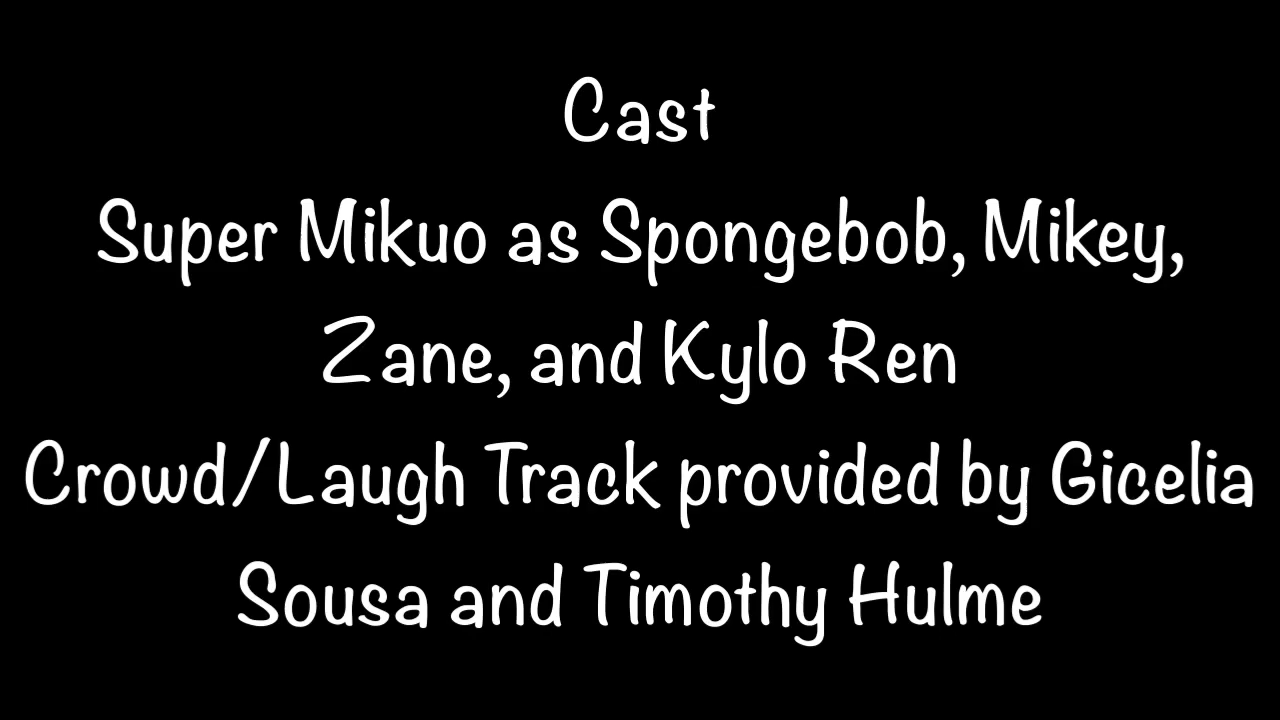 Cast
Super Mikuo as Spongebob, Mikey,
Zane, and Kylo Ren
Crowd/Laugh Track provided by Gicelia
Sousa and Timothy Hulme